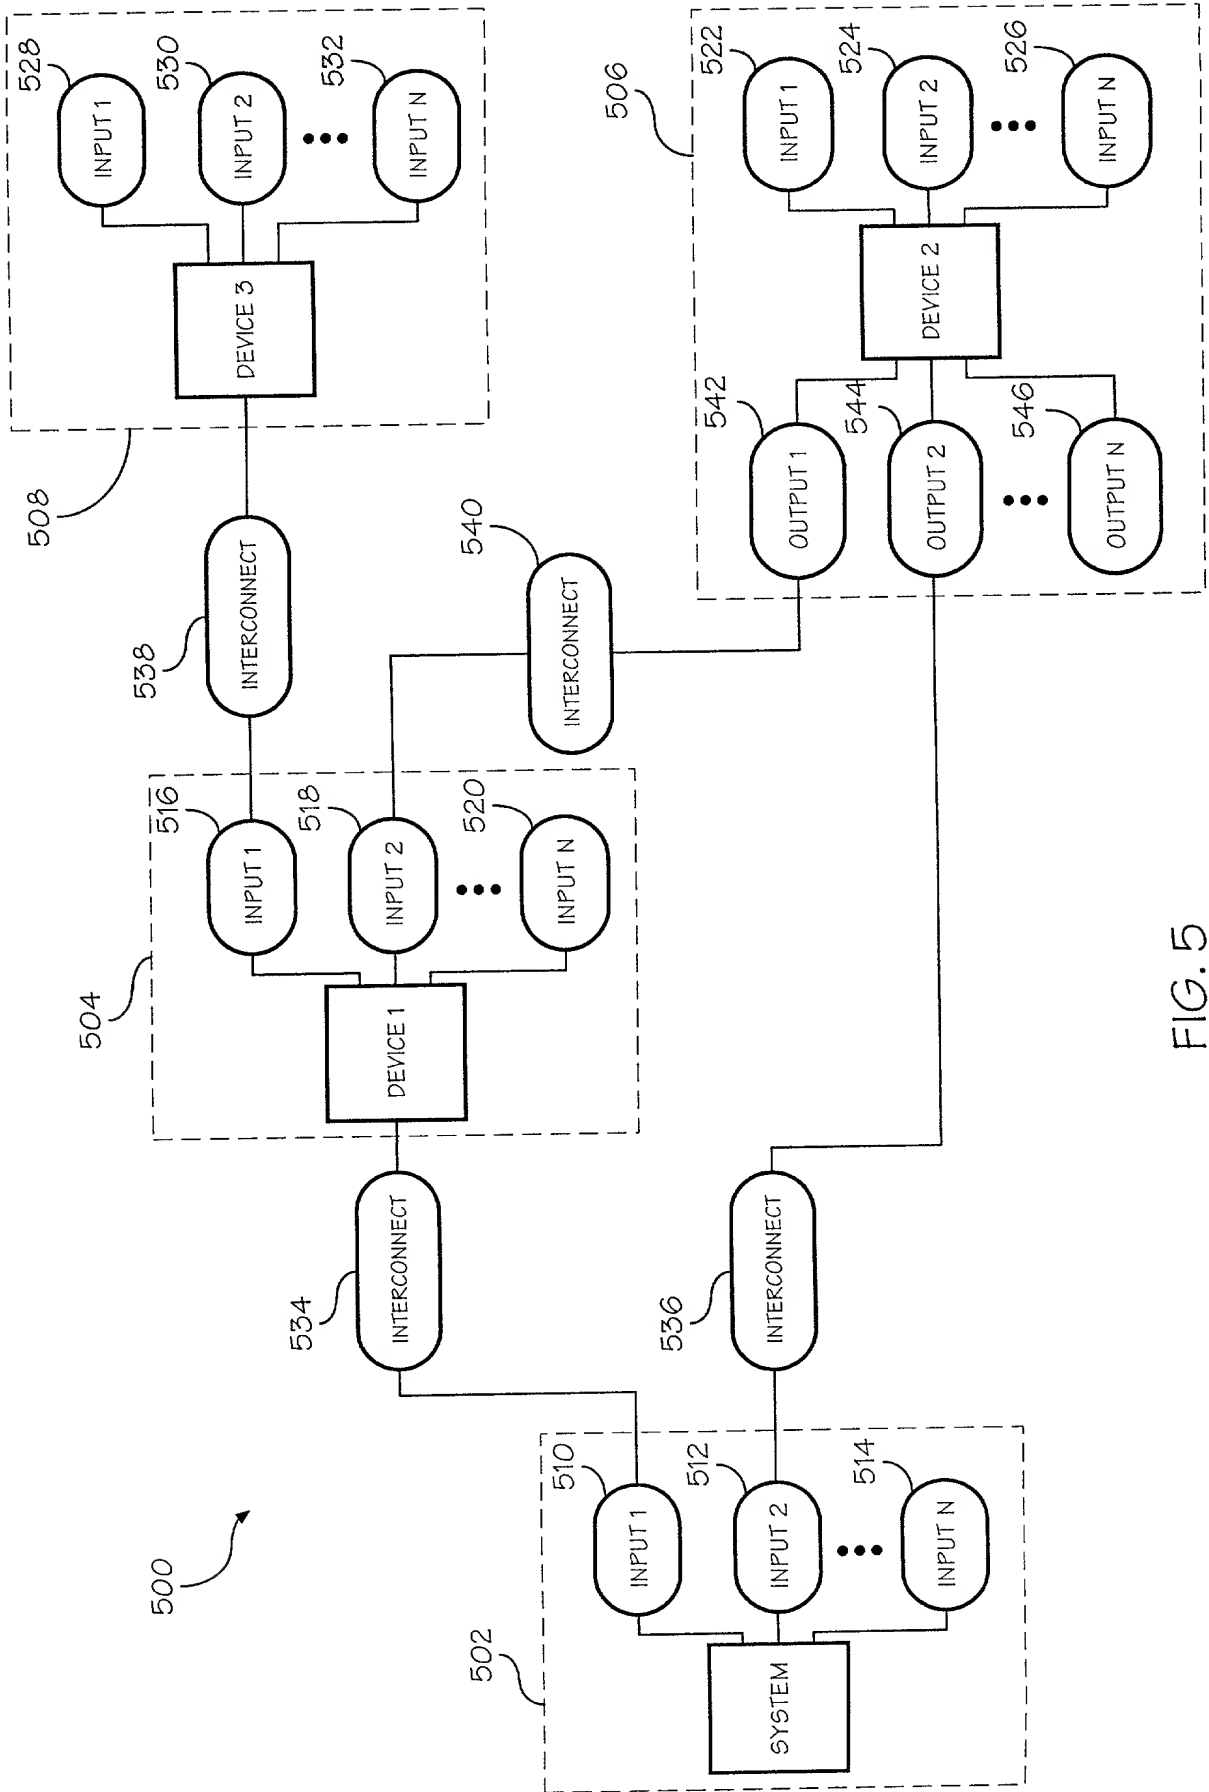 500
502
SYSTEM
INPUT 1
510
INPUT 2
512
INPUT N
514
INTERCONNECT
534
INTERCONNECT
536
504
DEVICE 1
INPUT 1
516
INPUT 2
518
INPUT N
520
INTERCONNECT
538
INTERCONNECT
540
508
DEVICE 3
INPUT 1
528
INPUT 2
530
INPUT N
532
506
OUTPUT 1
542
OUTPUT 2
544
OUTPUT N
546
DEVICE 2
INPUT 1
522
INPUT 2
524
INPUT N
526
FIG. 5